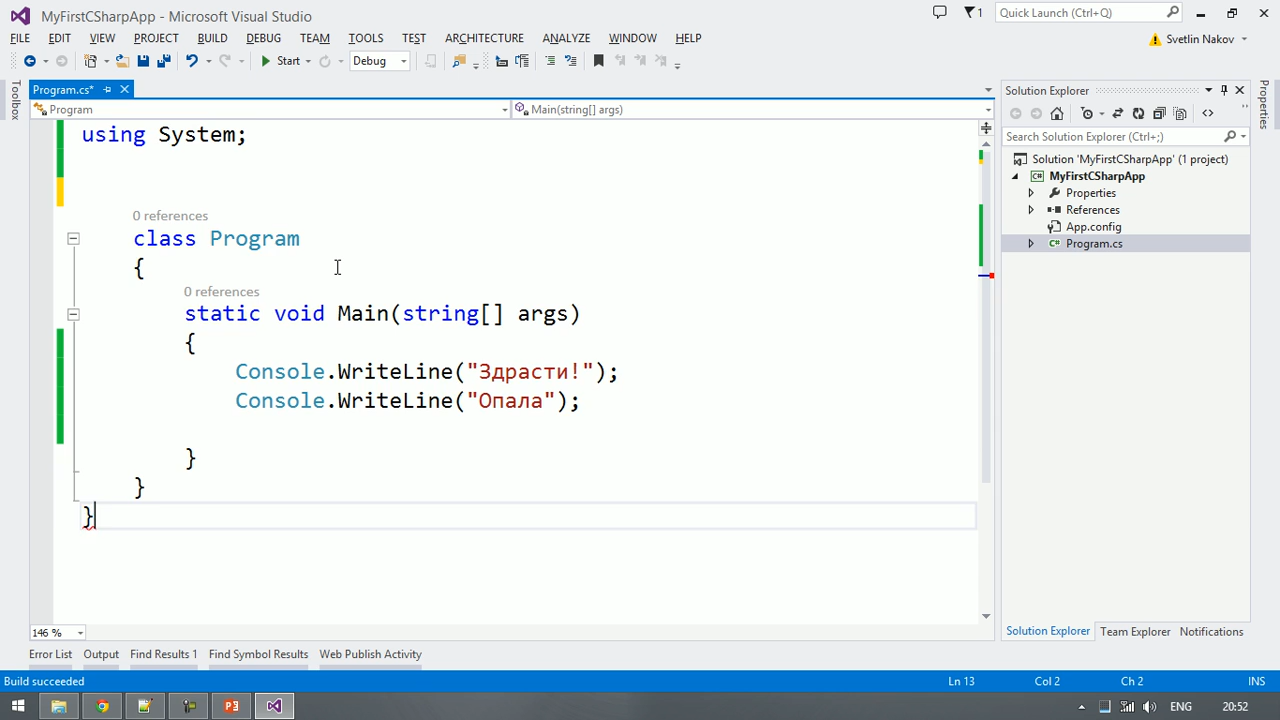 MyFirstCSharpApp - Microsoft Visual Studio
1
Quick Launch (Ctrl+Q)
FILE EDIT VIEW PROJECT BUILD DEBUG TEAM TOOLS TEST ARCHITECTURE ANALYZE WINDOW HELP
Svetlin Nakov
Start
Debug
Toolbox
Program.cs*
Program
Main(string[] args)
using System;
0 references
class Program
{
0 references
static void Main(string[] args)
{
Console.WriteLine("Здрасти!");
Console.WriteLine("Опала");
}
}
}
146 %
Solution Explorer
Search Solution Explorer (Ctrl+;)
Solution 'MyFirstCSharpApp' (1 project)
MyFirstCSharpApp
Properties
References
App.config
Program.cs
Properties
Solution Explorer Team Explorer Notifications
Error List Output Find Results 1 Find Symbol Results Web Publish Activity
Build succeeded
Ln 13
Col 2
Ch 2
INS
ENG
20:52